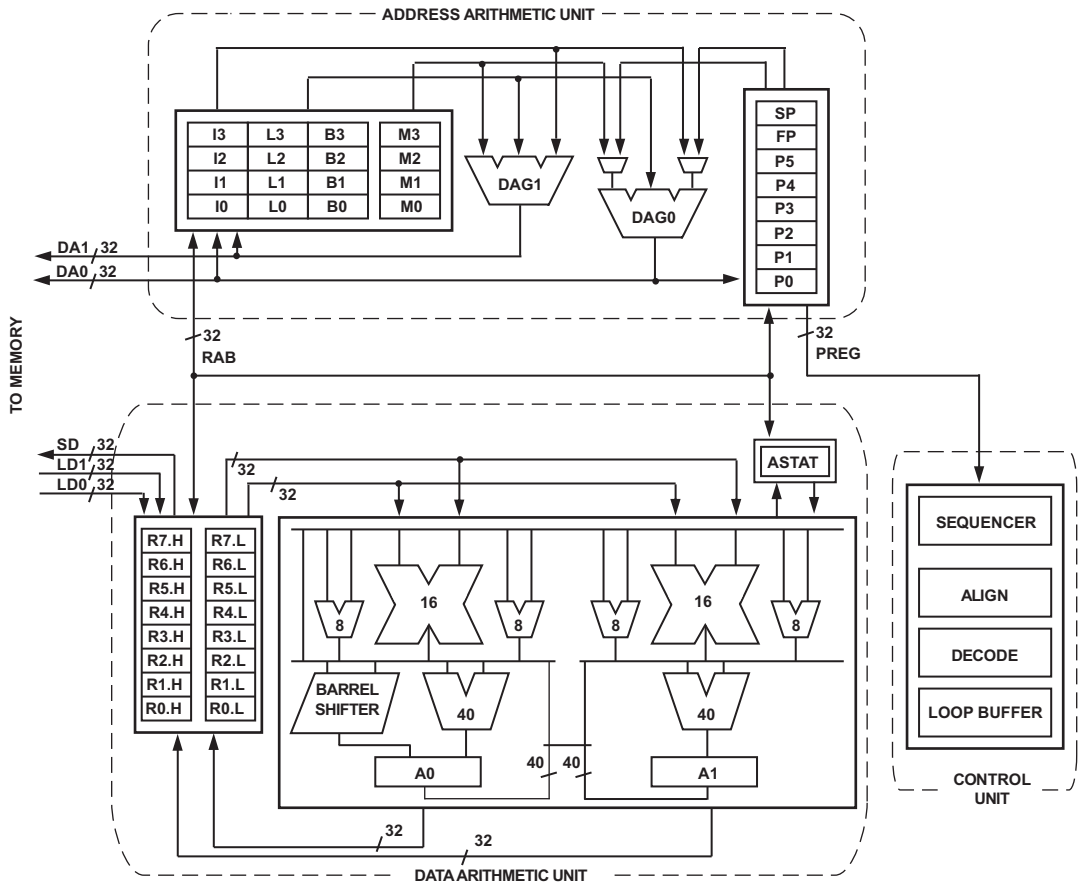 ADDRESS ARITHMETIC UNIT
I3 L3 B3 M3
I2 L2 B2 M2
I1 L1 B1 M1
I0 L0 B0 M0
DAG1
DAG0
SP
FP
P5
P4
P3
P2
P1
P0
DA1 32
DA0 32
TO MEMORY
32
RAB
32
PREG
SD 32
LD1 32
LD0 32
32
32
ASTAT
R7.H R7.L
R6.H R6.L
R5.H R5.L
R4.H R4.L
R3.H R3.L
R2.H R2.L
R1.H R1.L
R0.H R0.L
8
16
8
8
16
8
BARREL
SHIFTER
40
40
A0
40
40
A1
32
32
DATA ARITHMETIC UNIT
SEQUENCER
ALIGN
DECODE
LOOP BUFFER
CONTROL
UNIT